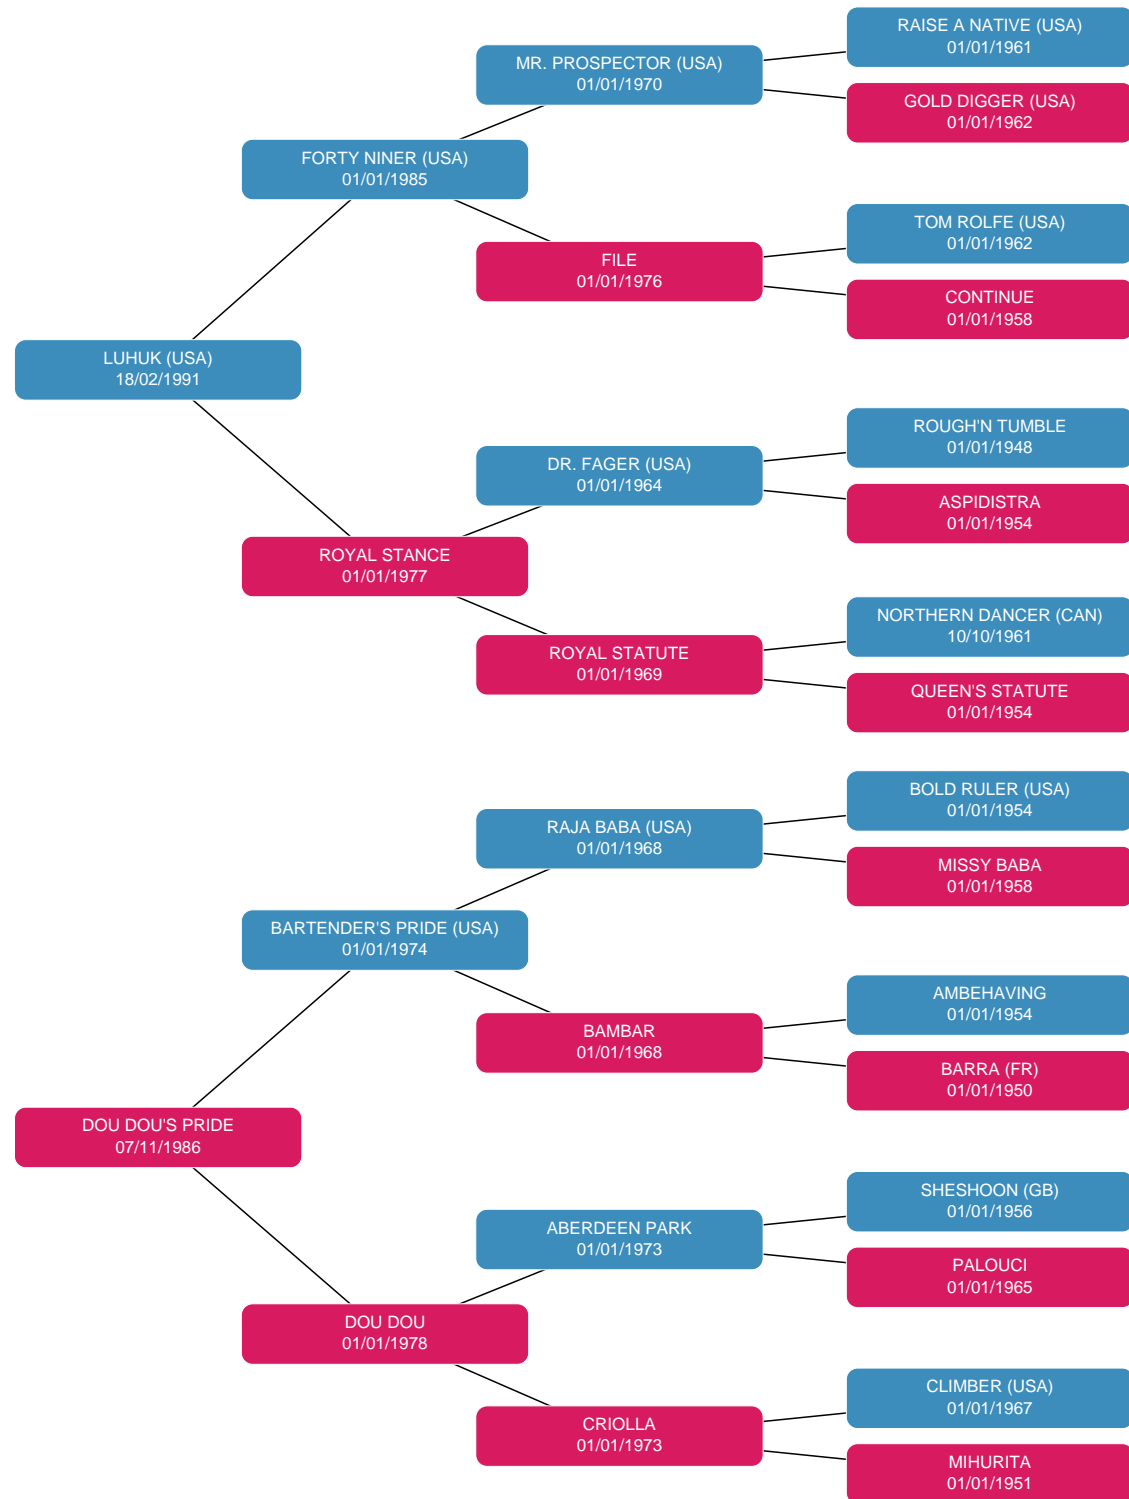 RAISE A NATIVE (USA)
01/01/1961
MR. PROSPECTOR (USA)
01/01/1970
GOLD DIGGER (USA)
01/01/1962
FORTY NINER (USA)
01/01/1985
TOM ROLFE (USA)
01/01/1962
FILE
01/01/1976
CONTINUE
01/01/1958
LUHUK (USA)
18/02/1991
ROUGH'N TUMBLE
01/01/1948
DR. FAGER (USA)
01/01/1964
ASPIDISTRA
01/01/1954
ROYAL STANCE
01/01/1977
NORTHERN DANCER (CAN)
10/10/1961
ROYAL STATUTE
01/01/1969
QUEEN'S STATUTE
01/01/1954
BOLD RULER (USA)
01/01/1954
RAJA BABA (USA)
01/01/1968
MISSY BABA
01/01/1958
BARTENDER'S PRIDE (USA)
01/01/1974
AMBEHAVING
01/01/1954
BAMBAR
01/01/1968
BARRA (FR)
01/01/1950
DOU DOU'S PRIDE
07/11/1986
SHESHOON (GB)
01/01/1956
ABERDEEN PARK
01/01/1973
PALOUCI
01/01/1965
DOU DOU
01/01/1978
CLIMBER (USA)
01/01/1967
CRIOLLA
01/01/1973
MIHURITA
01/01/1951